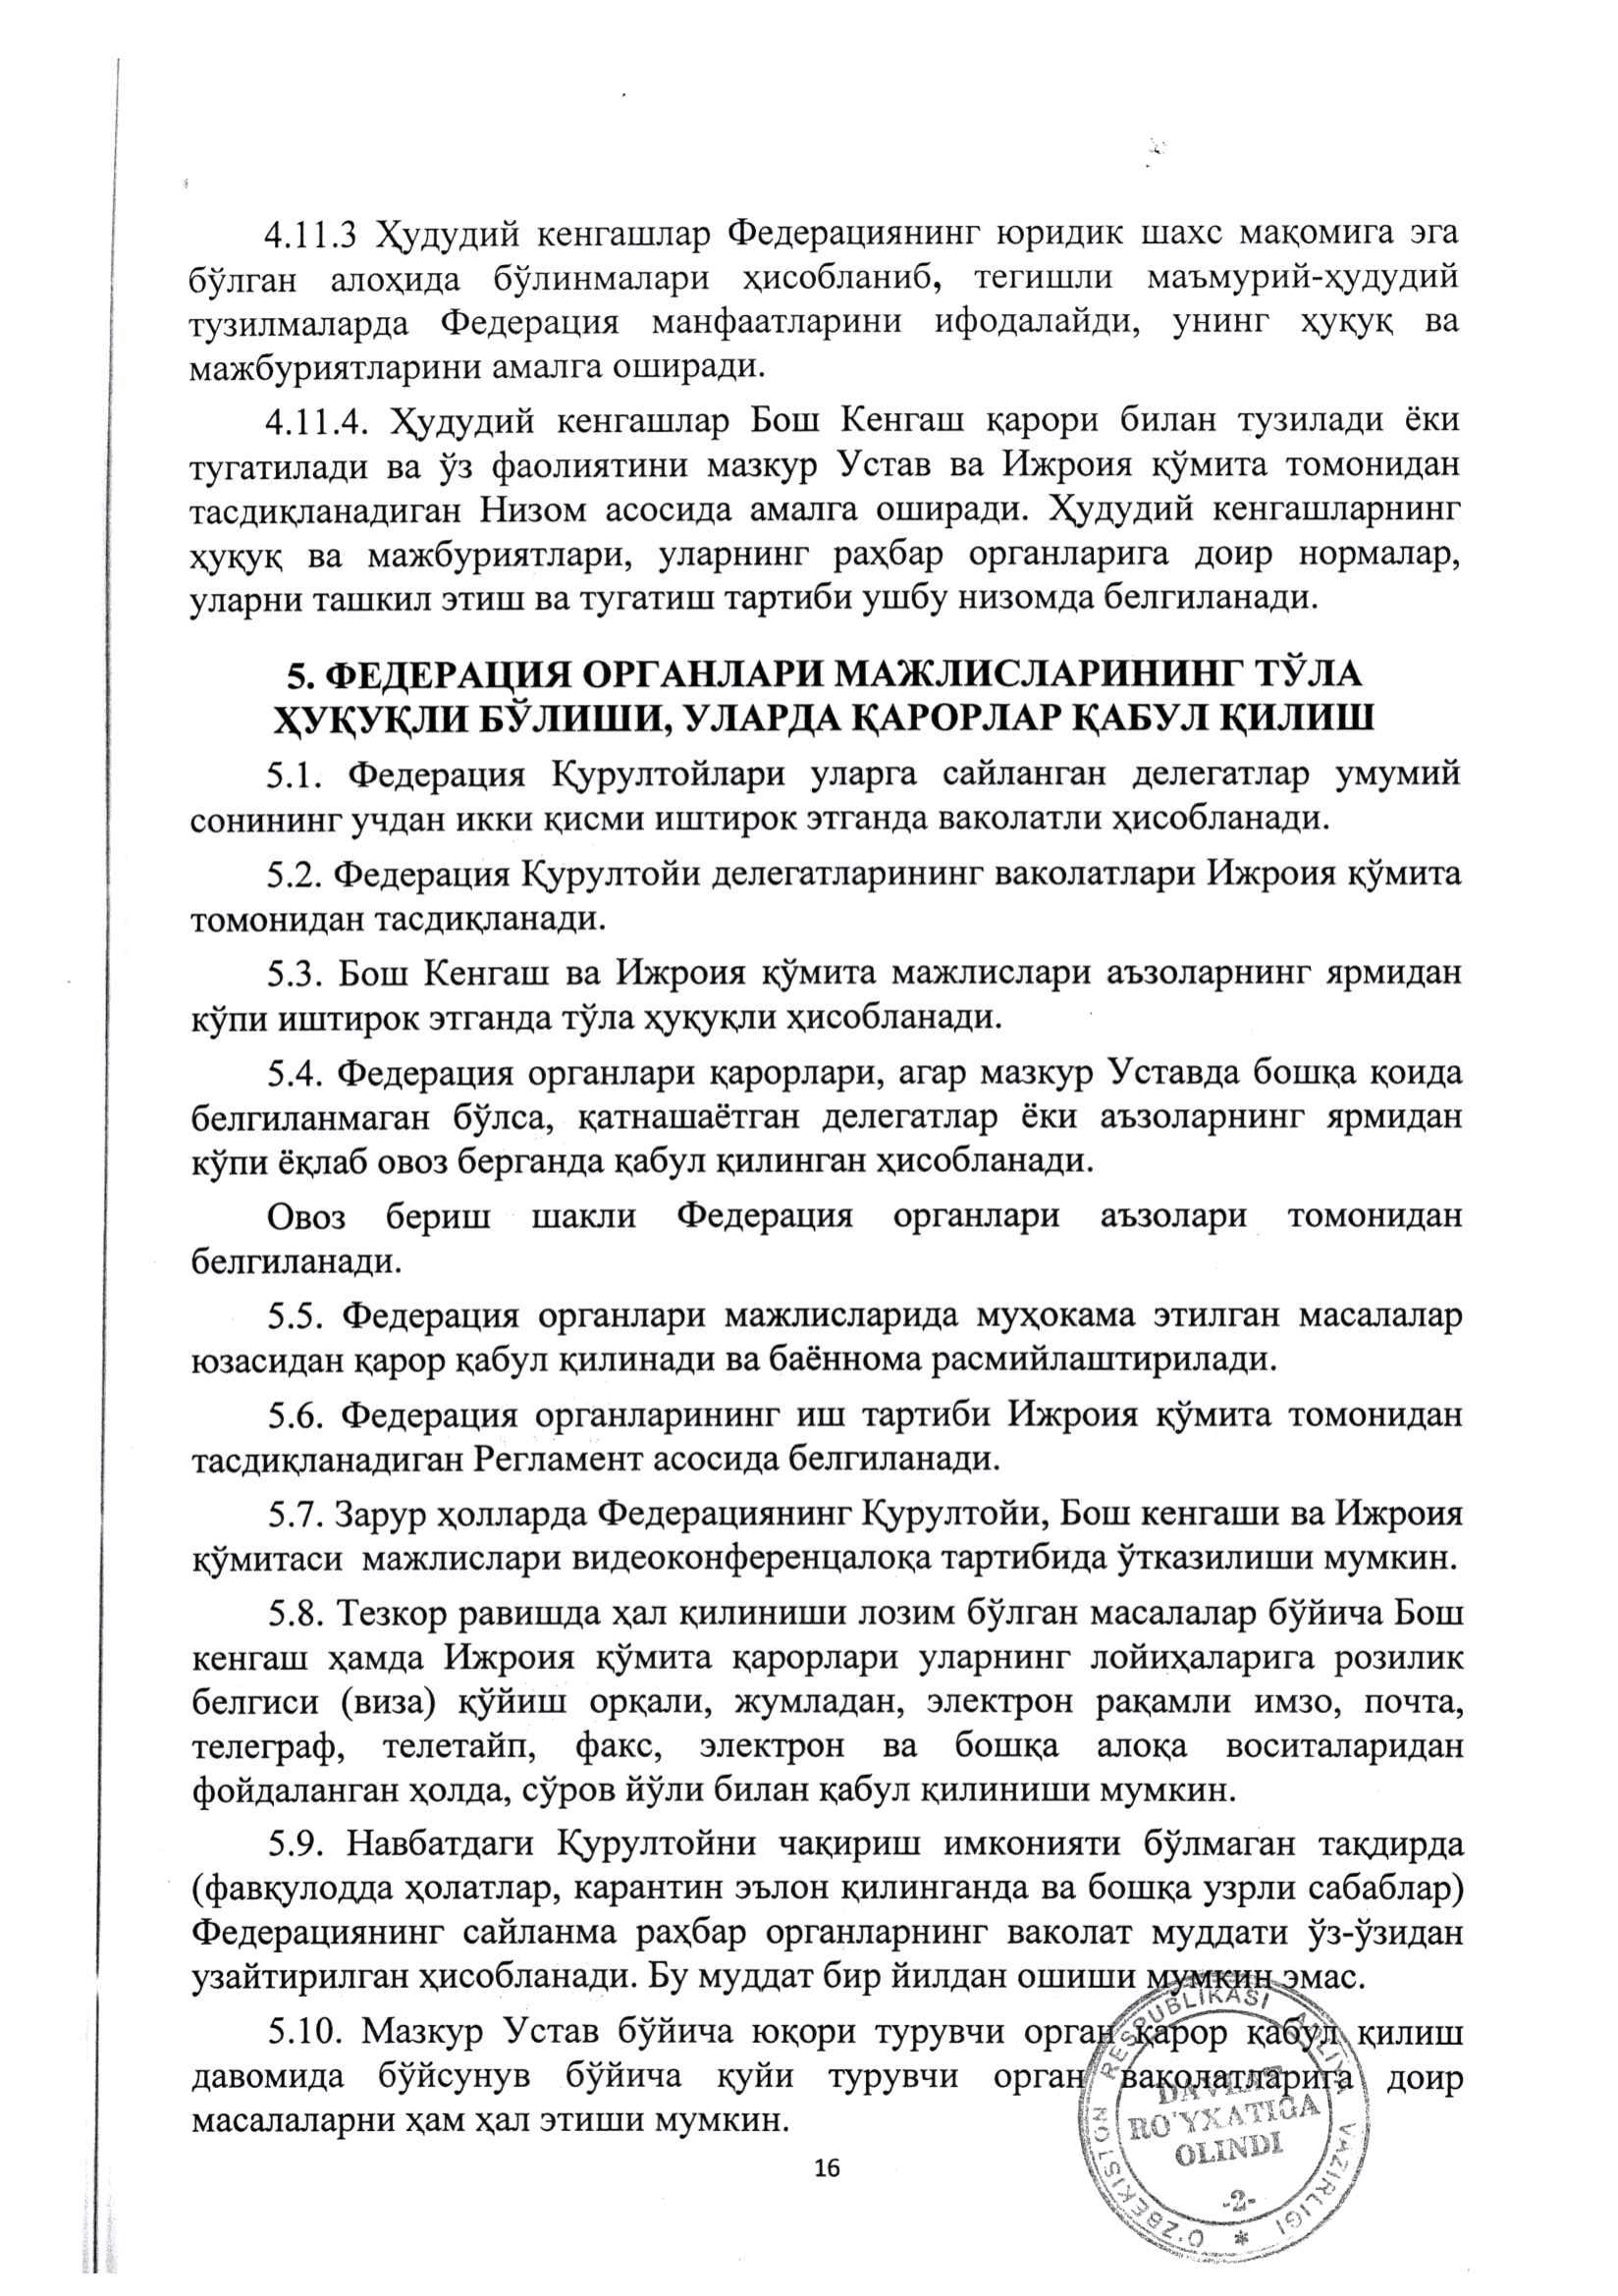 4.11.3 Ҳудудий кенгашлар Федерациянинг юридик шахс мақомига эга
бўлган алоҳида бўлинмалари ҳисобланиб, тегишли маъмурий-ҳудудий
тузилмаларда Федерация манфаатларини ифодалайди, унинг ҳуқуқ ва
мажбуриятларини амалга оширади.
4.11.4. Ҳудудий кенгашлар Бош Кенгаш қарори билан тузилади ёки
тугатилади ва ўз фаолиятини мазкур Устав ва Ижроия қўмита томонидан
тасдиқланадиган Низом асосида амалга оширади. Ҳудудий кенгашларнинг
ҳуқуқ ва мажбуриятлари, уларнинг раҳбар органларига доир нормалар,
уларни ташкил этиш ва тугатиш тартиби ушбу низомда белгиланади.
5. ФЕДЕРАЦИЯ ОРГАНЛАРИ МАЖЛИСЛАРИНИНГ ТЎЛА
ҲУҚУҚЛИ БЎЛИШИ, УЛАРДА ҚАРОРЛАР ҚАБУЛ ҚИЛИШ
5.1. Федерация Қурултойлари уларга сайланган делегатлар умумий
сонининг учдан икки қисми иштирок этганда ваколатли ҳисобланади.
5.2. Федерация Қурултойи делегатларининг ваколатлари Ижроия қўмита
томонидан тасдиқланади.
5.3. Бош Кенгаш ва Ижроия қўмита мажлислари аъзоларнинг ярмидан
кўпи иштирок этганда тўла ҳуқуқли ҳисобланади.
5.4. Федерация органлари қарорлари, агар мазкур Уставда бошқа қоида
белгиланмаган бўлса, қатнашаётган делегатлар ёки аъзоларнинг ярмидан
кўпи ёқлаб овоз берганда қабул қилинган ҳисобланади.
Овоз бериш шакли Федерация органлари аъзолари томонидан
белгиланади.
5.5. Федерация органлари мажлисларида муҳокама этилган масалалар
юзасидан қарор қабул қилинади ва баённома расмийлаштирилади.
5.6. Федерация органларининг иш тартиби Ижроия қўмита томонидан
тасдиқланадиган Регламент асосида белгиланади.
5.7. Зарур ҳолларда Федерациянинг Қурултойи, Бош кенгаши ва Ижроия
қўмитаси мажлислари видеоконференцалоқа тартибида ўтказилиши мумкин.
5.8. Тезкор равишда ҳал қилиниши лозим бўлган масалалар бўйича Бош
кенгаш ҳамда Ижроия қўмита қарорлари уларнинг лойиҳаларига розилик
белгиси (виза) қўйиш орқали, жумладан, электрон рақамли имзо, почта,
телеграф, телетайп, факс, электрон ва бошқа алоқа воситаларидан
фойдаланган ҳолда, сўров йўли билан қабул қилиниши мумкин.
5.9. Навбатдаги Қурултойни чақириш имконияти бўлмаган тақдирда
(фавқулодда ҳолатлар, карантин эълон қилинганда ва бошқа узрли сабаблар)
Федерациянинг сайланма раҳбар органларнинг ваколат муддати ўз-ўзидан
узайтирилган ҳисобланади. Бу муддат бир йилдан ошиши мумкин эмас.
5.10. Мазкур Устав бўйича юқори турувчи орган қарор қабул қилиш
давомида бўйсунув бўйича қуйи турувчи орган ваколатларига доир
масалаларни ҳам ҳал этиши мумкин.
16
O'ZBEKISTON RESPUBLIKASI ADLIYA VAZIRLIGI *
DAVLAT
RO'YXATIGA
OLINDI
-2-